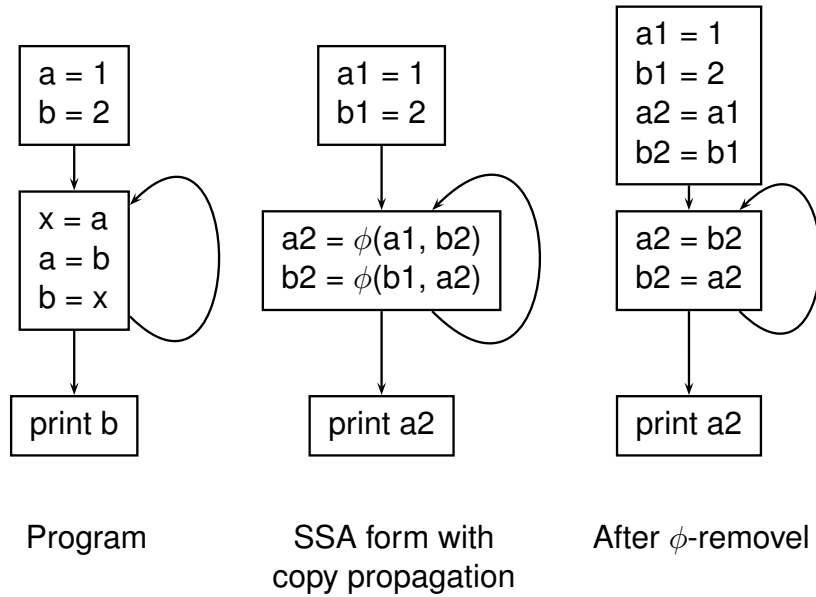 a = 1
b = 2
x = a
a = b
b = x
print b
Program
a1 = 1
b1 = 2
a2 = ϕ(a1, b2)
b2 = ϕ(b1, a2)
print a2
SSA form with
copy propagation
a1 = 1
b1 = 2
a2 = a1
b2 = b1
a2 = b2
b2 = a2
print a2
After ϕ-removel